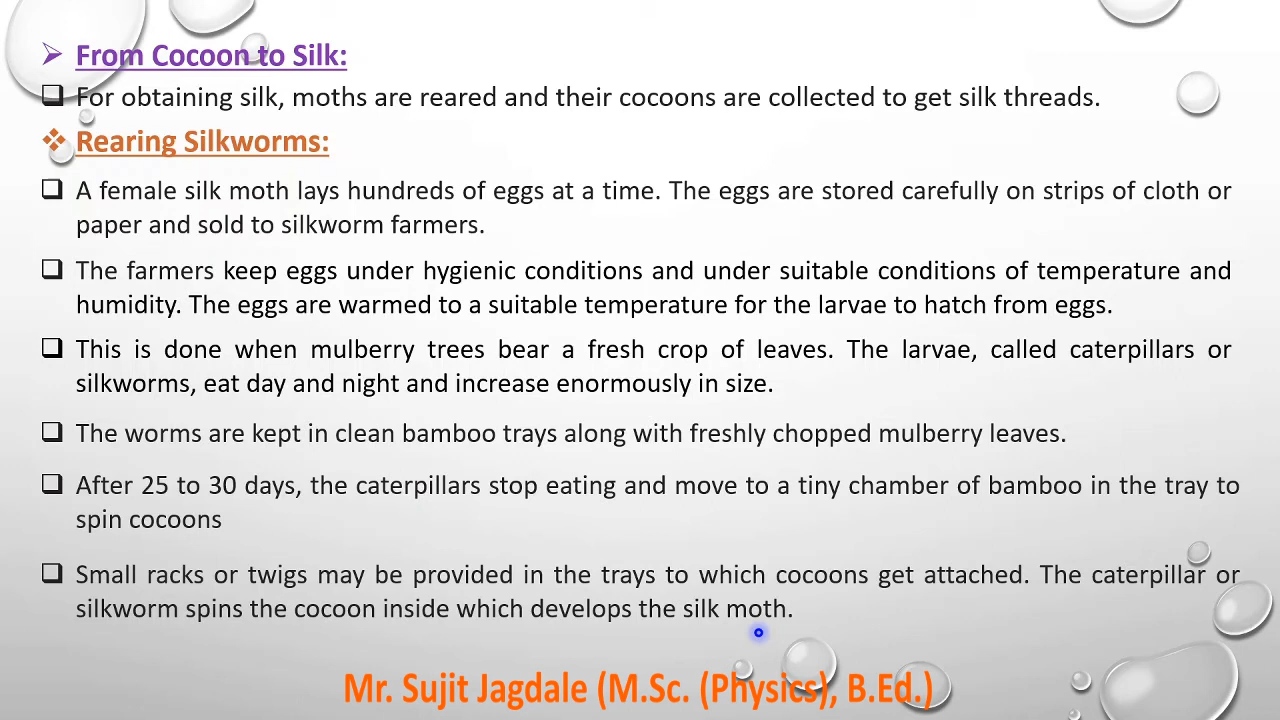 From Cocoon to Silk:
For obtaining silk, moths are reared and their cocoons are collected to get silk threads.
Rearing Silkworms:
A female silk moth lays hundreds of eggs at a time. The eggs are stored carefully on strips of cloth or
paper and sold to silkworm farmers.
The farmers keep eggs under hygienic conditions and under suitable conditions of temperature and
humidity. The eggs are warmed to a suitable temperature for the larvae to hatch from eggs.
This is done when mulberry trees bear a fresh crop of leaves. The larvae, called caterpillars or
silkworms, eat day and night and increase enormously in size.
The worms are kept in clean bamboo trays along with freshly chopped mulberry leaves.
After 25 to 30 days, the caterpillars stop eating and move to a tiny chamber of bamboo in the tray to
spin cocoons
Small racks or twigs may be provided in the trays to which cocoons get attached. The caterpillar or
silkworm spins the cocoon inside which develops the silk moth.
Mr. Sujit Jagdale (M.Sc. (Physics), B.Ed.)